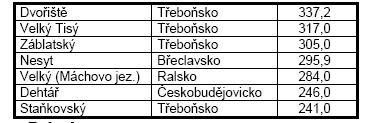 Dvořiště Třeboňsko 337,2
Velký Tisý Třeboňsko 317,0
Záblatský Třeboňsko 305,0
Nesyt Břeclavsko 295,9
Velký (Máchovo jez.) Ralsko 284,0
Dehtář Českobudějovicko 246,0
Staňkovský Třeboňsko 241,0